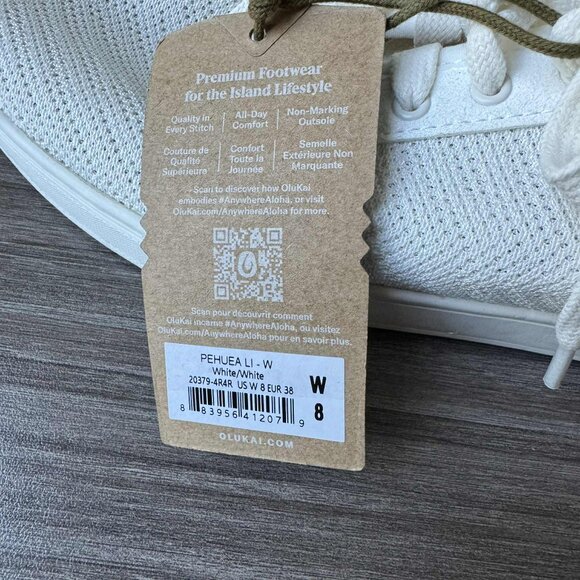 Premium Footwear
for the Island Lifestyle
Quality in
Every Stitch
All-Day
Comfort
Non-Marking
Outsole
Couture de
Qualité
Supérieure
Confort
Toute la
Journée
Semelle
Extérieure Non
Marquante
Scan to discover how OluKai
embodies #AnywhereAloha, or visit
OluKai.com/AnywhereAloha for more.
Scan pour découvrir comment
OluKai incarne #AnywhereAloha, ou visitez
OluKai.com/AnywhereAloha pour en savoir plus.
PEHUEA LI - W
White/White
20379-4R4R US W 8 EUR 38
W
8
8 83956 41207 9
OLUKAI.COM